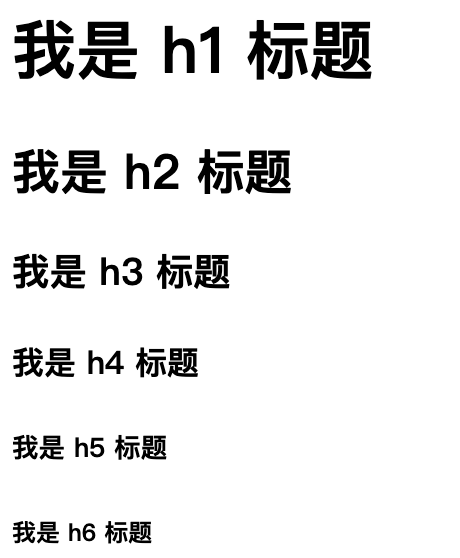 我是 h1 标题
我是 h2 标题
我是 h3 标题
我是 h4 标题
我是 h5 标题
我是 h6 标题